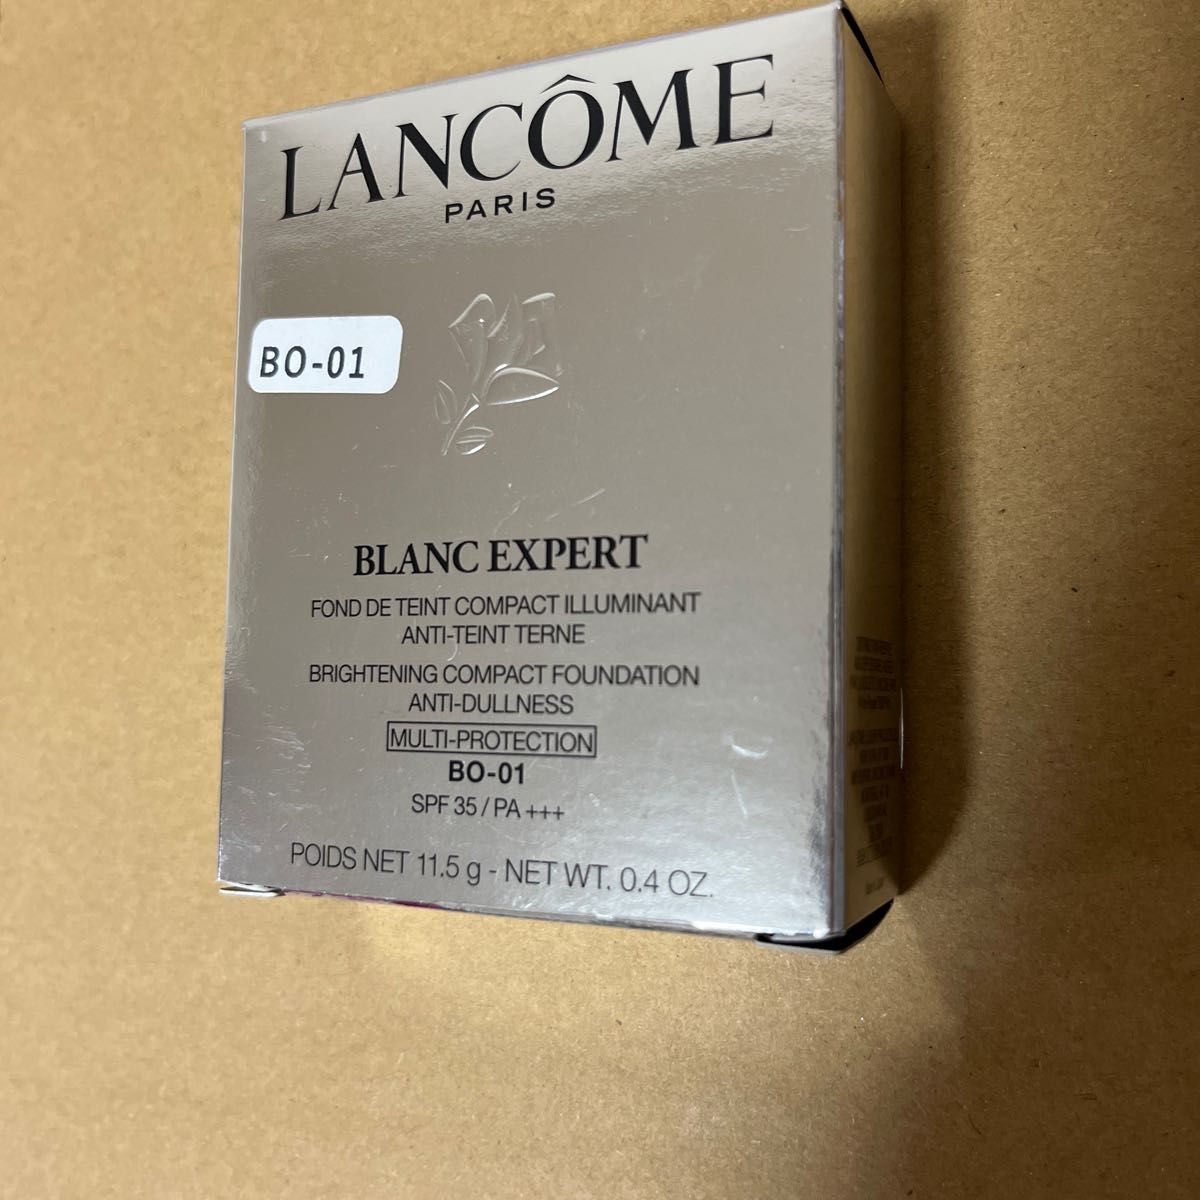 LANCÔME
PARIS
BO-01
BLANC EXPERT
FOND DE TEINT COMPACT ILLUMINANT
ANTI-TEINT TERNE
BRIGHTENING COMPACT FOUNDATION
ANTI-DULLNESS
MULTI-PROTECTION
BO-01
SPF 35 / PA +++
POIDS NET 11.5 g - NET WT. 0.4 OZ.